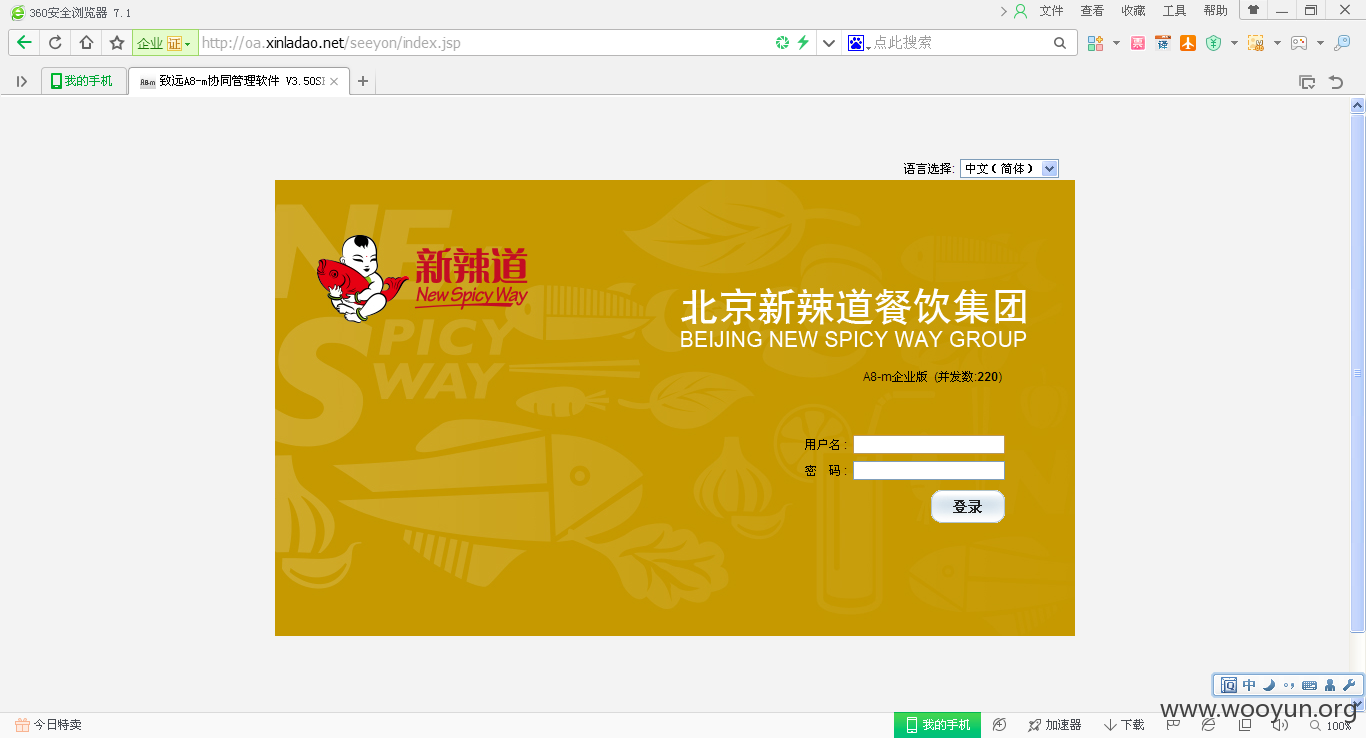 360安全浏览器 7.1
文件 查看 收藏 工具 帮助
企业 证 http://oa.xinladao.net/seeyon/index.jsp 点此搜索
我的手机 A8-m 致远A8-m协同管理软件 V3.50S
语言选择: 中文（简体）
NE
SPICY
WAY
新辣道
New Spicy Way
北京新辣道餐饮集团
BEIJING NEW SPICY WAY GROUP
A8-m企业版 (并发数:220)
用户名：
密 码：
登录
中
www.wooyun.org
今日特卖 我的手机 加速器 下载 100%